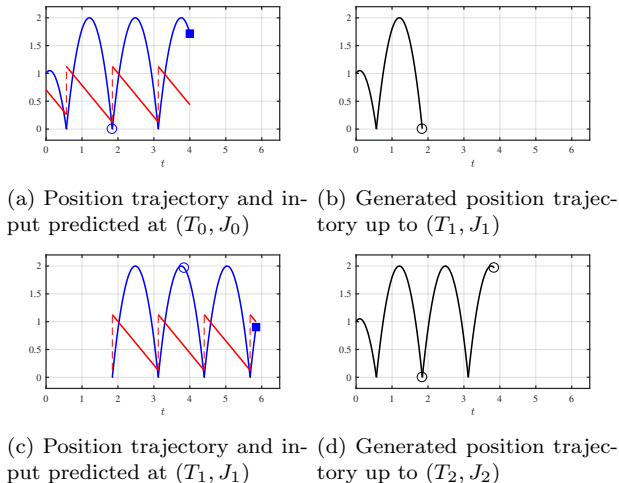 2
1.5
1
0.5
0
0 1 2 3 4 5 6
t
2
1.5
1
0.5
0
0 1 2 3 4 5 6
t
(a) Position trajectory and in-
put predicted at (T₀, J₀)
(b) Generated position trajec-
tory up to (T₁, J₁)
2
1.5
1
0.5
0
0 1 2 3 4 5 6
t
2
1.5
1
0.5
0
0 1 2 3 4 5 6
t
(c) Position trajectory and in-
put predicted at (T₁, J₁)
(d) Generated position trajec-
tory up to (T₂, J₂)